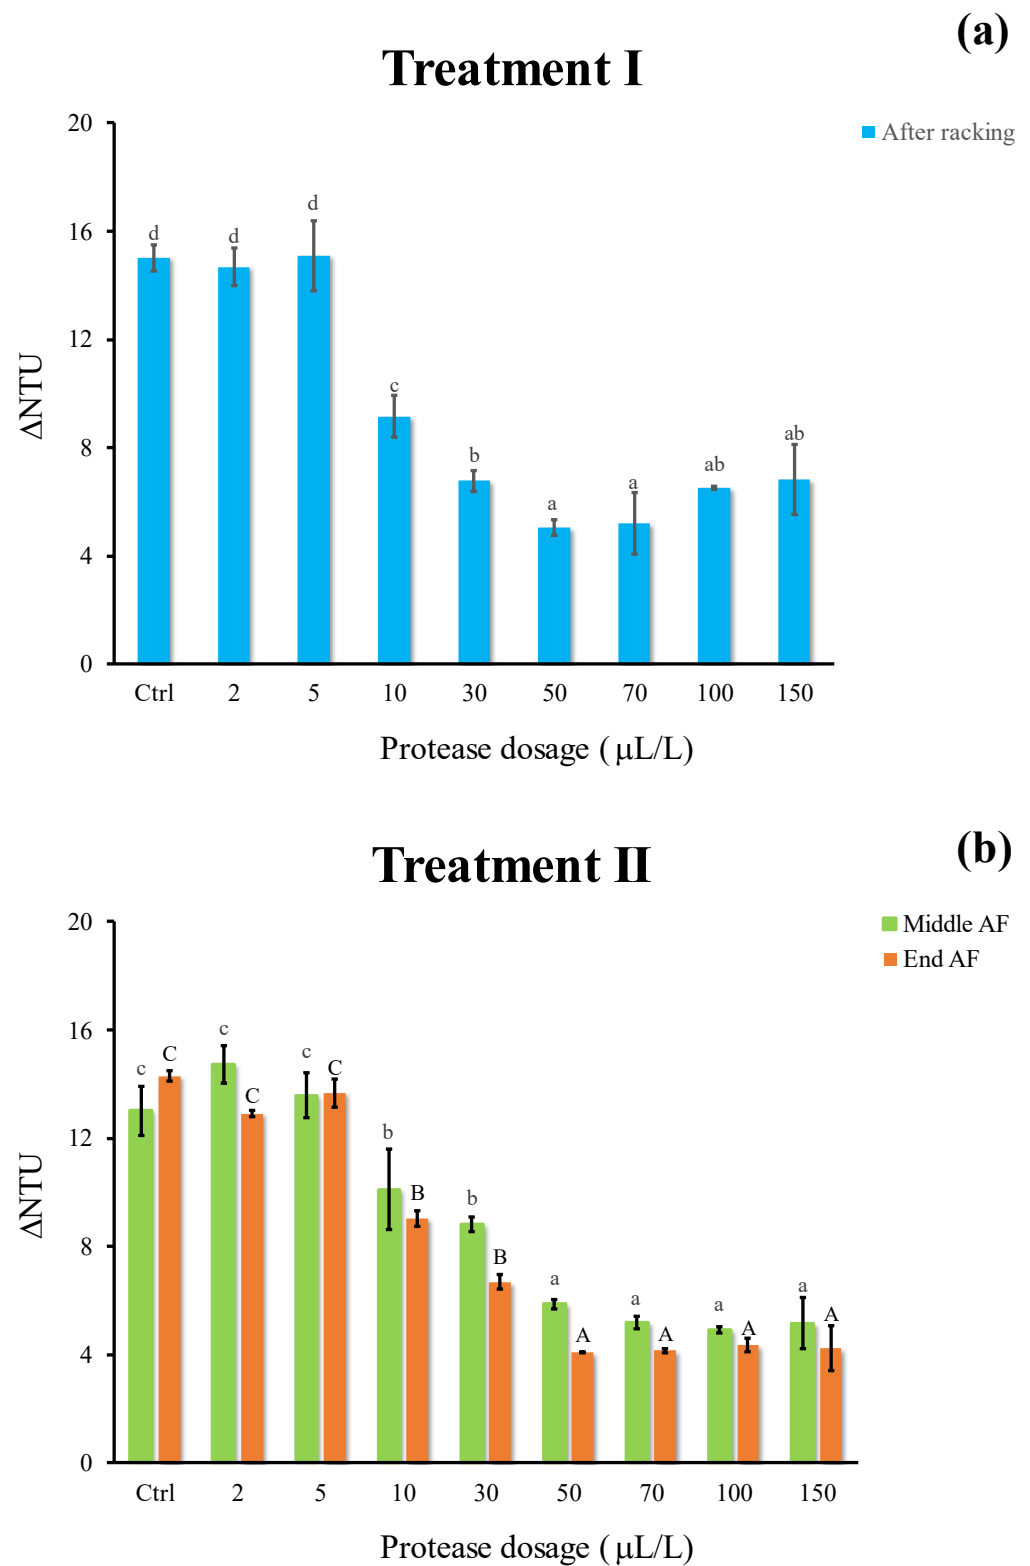 (a)
Treatment I
After racking
20
16
12
8
4
0
ΔNTU
d d d c b a a ab ab
Ctrl 2 5 10 30 50 70 100 150
Protease dosage ( μL/L)
(b)
Treatment II
Middle AF
End AF
20
16
12
8
4
0
ΔNTU
c C c C c C b B b B a A a A a A a A
Ctrl 2 5 10 30 50 70 100 150
Protease dosage ( μL/L)